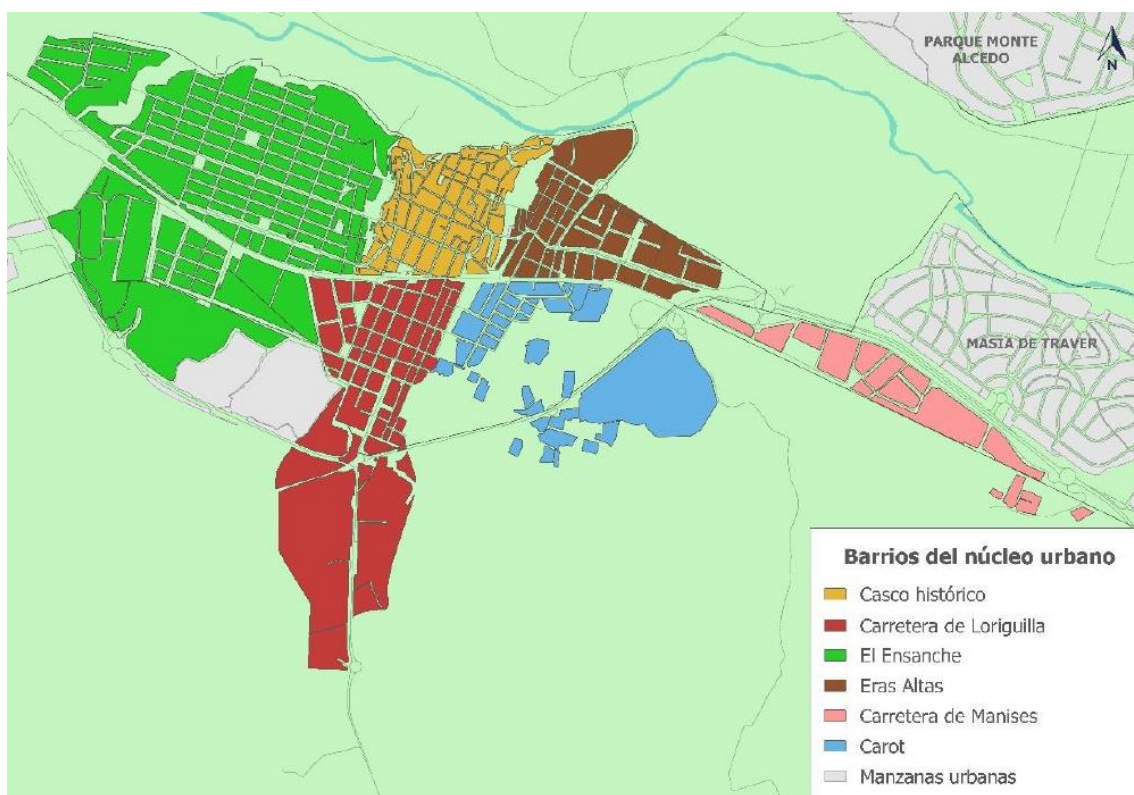 PARQUE MONTE
ALCEDO
N
MASIA DE TRAVER
Barrios del núcleo urbano
Casco histórico
Carretera de Loriguilla
El Ensanche
Eras Altas
Carretera de Manises
Carot
Manzanas urbanas